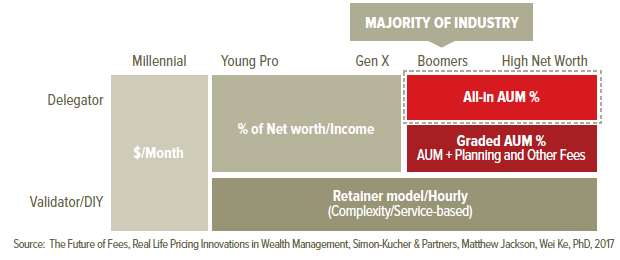 MAJORITY OF INDUSTRY
Millennial Young Pro Gen X Boomers High Net Worth
Delegator
All-In AUM %
% of Net worth/Income
Graded AUM %
AUM + Planning and Other Fees
$/Month
Validator/DIY
Retainer model/Hourly
(Complexity/Service-based)
Source: The Future of Fees, Real Life Pricing Innovations in Wealth Management, Simon-Kucher & Partners, Matthew Jackson, Wei Ke, PhD, 2017